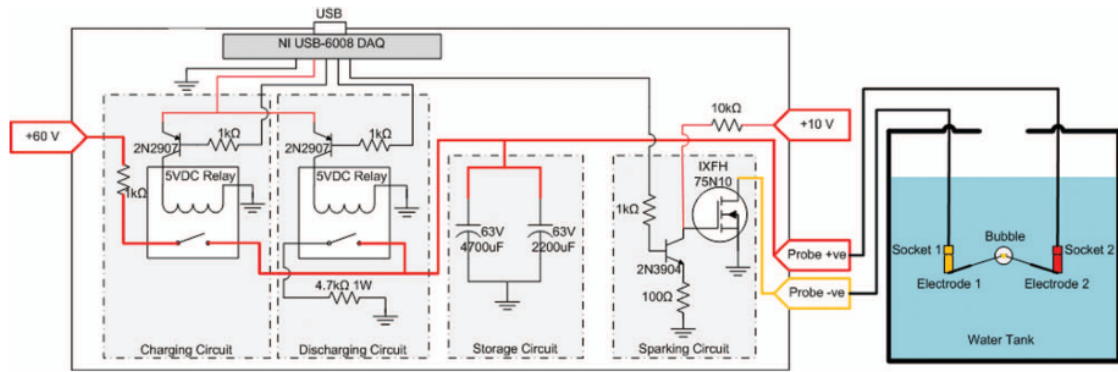 USB
NI USB-6008 DAQ
+60 V
1kΩ
2N2907
5VDC Relay
1kΩ
Charging Circuit
1kΩ
2N2907
5VDC Relay
4.7kΩ 1W
Discharging Circuit
63V
4700uF
63V
2200uF
Storage Circuit
10kΩ
+10 V
IXFH
75N10
1kΩ
2N3904
100Ω
Sparking Circuit
Probe +ve
Probe -ve
Socket 1
Bubble
Socket 2
Electrode 1
Electrode 2
Water Tank